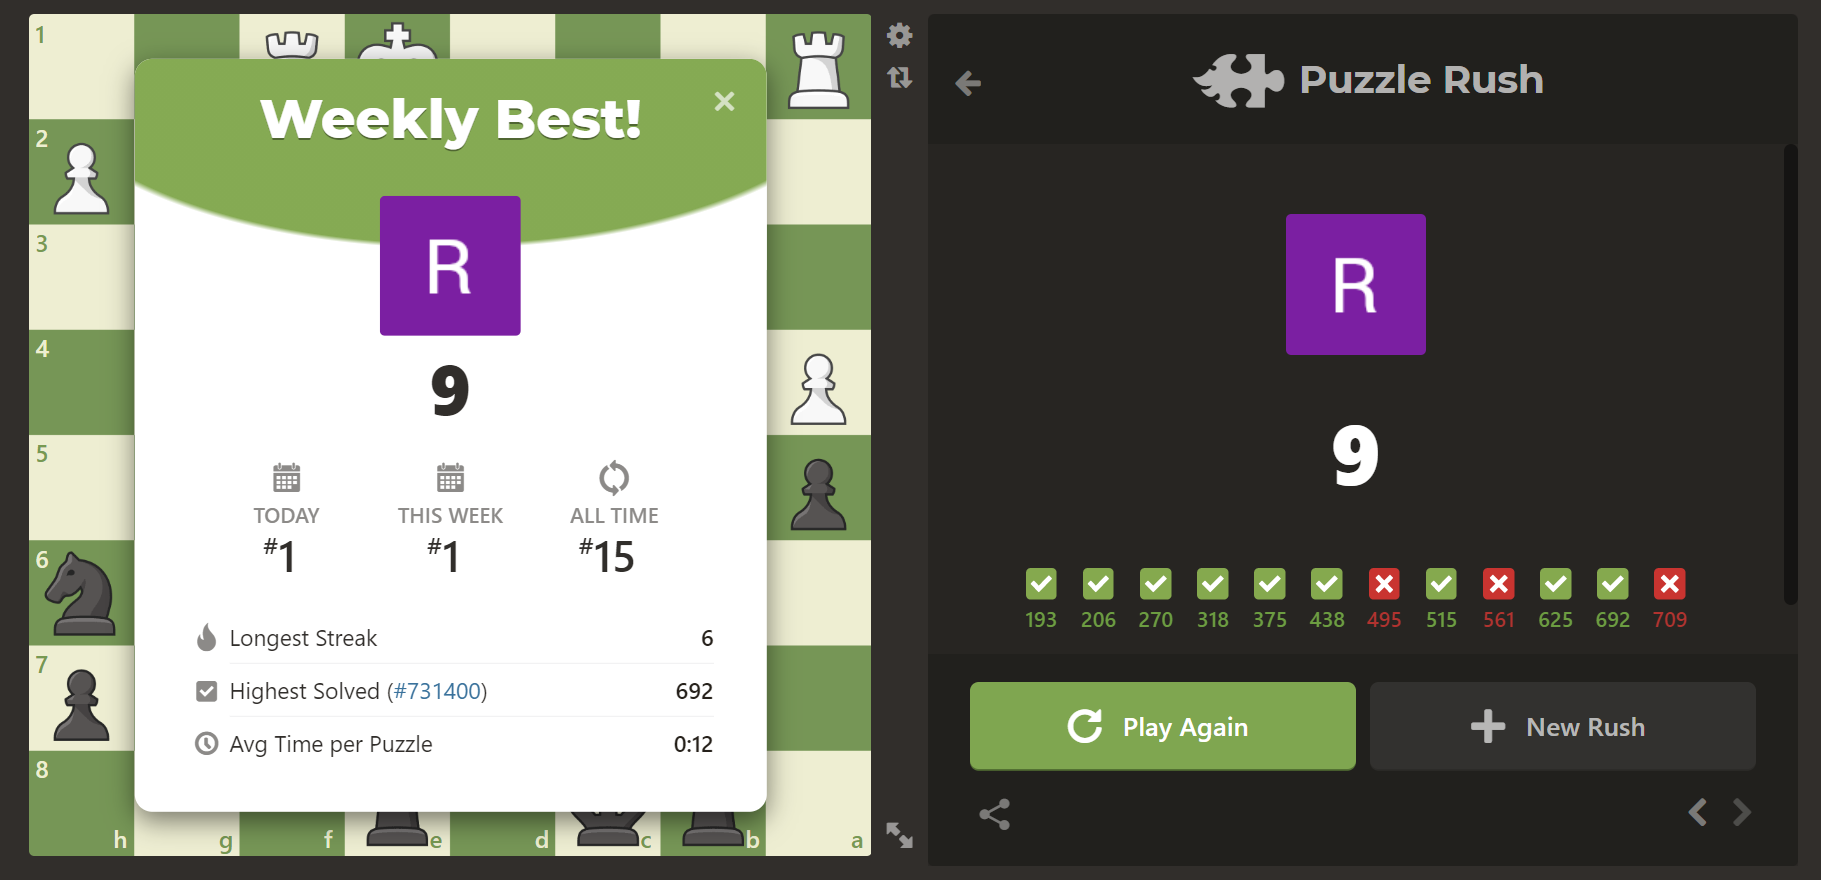 1
2
3
4
5
6
7
8
h g f e d c b a
Weekly Best!
R
9
TODAY THIS WEEK ALL TIME
#1 #1 #15
Longest Streak 6
Highest Solved (#731400) 692
Avg Time per Puzzle 0:12
Puzzle Rush
R
9
193 206 270 318 375 438 495 515 561 625 692 709
Play Again New Rush